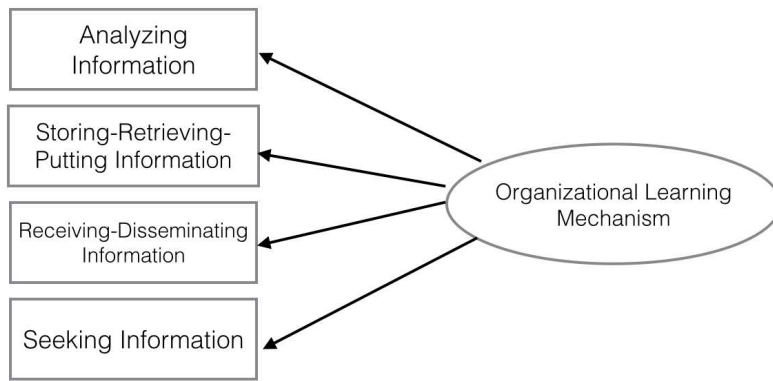 Analyzing
Information
Storing-Retrieving-
Putting Information
Receiving-Disseminating
Information
Seeking Information
Organizational Learning
Mechanism